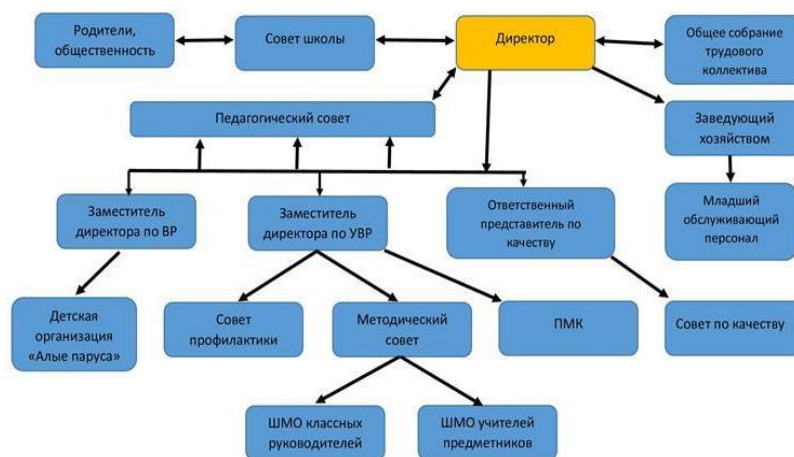 Родители,
общественность
Совет школы
Директор
Общее собрание
трудового
коллектива
Педагогический совет
Заведующий
хозяйством
Заместитель
директора по ВР
Заместитель
директора по УВР
Ответственный
представитель по
качеству
Младший
обслуживающий
персонал
Детская
организация
«Алые паруса»
Совет
профилактики
Методический
совет
ПМК
Совет по качеству
ШМО классных
руководителей
ШМО учителей
предметников